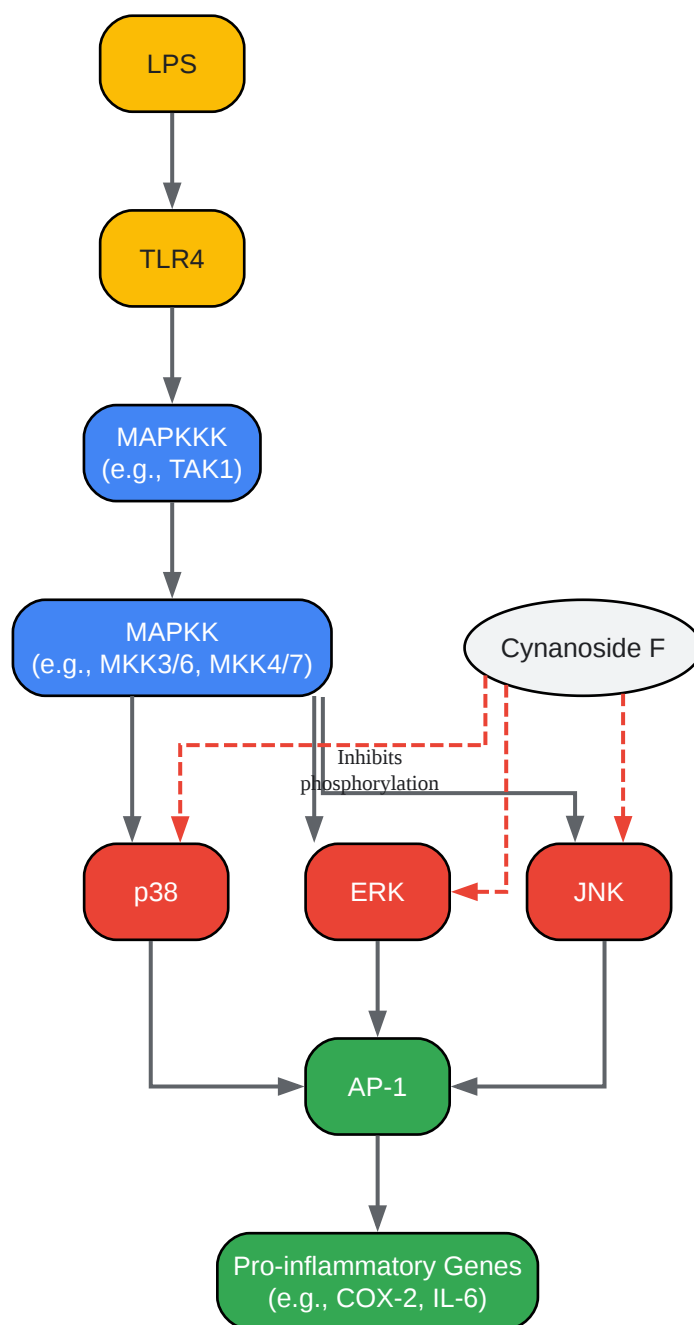 LPS
TLR4
MAPKKK
(e.g., TAK1)
MAPKK
(e.g., MKK3/6, MKK4/7)
Cynanoside F
Inhibits
phosphorylation
p38
ERK
JNK
AP-1
Pro-inflammatory Genes
(e.g., COX-2, IL-6)